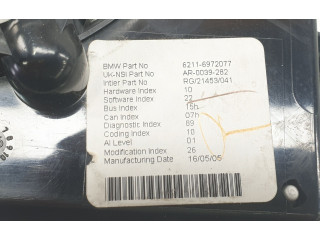 BMW Part No 6211-6972077
UK-NSI Part No AR-0039-282
Intier Part No RG/21453/041
Hardware Index 10
Software Index 22
Bus Index 15h
Can Index 07h
Diagnostic Index 89
Coding Index 10
AI Level 01
Modification Index 26
Manufacturing Date 16/05/05